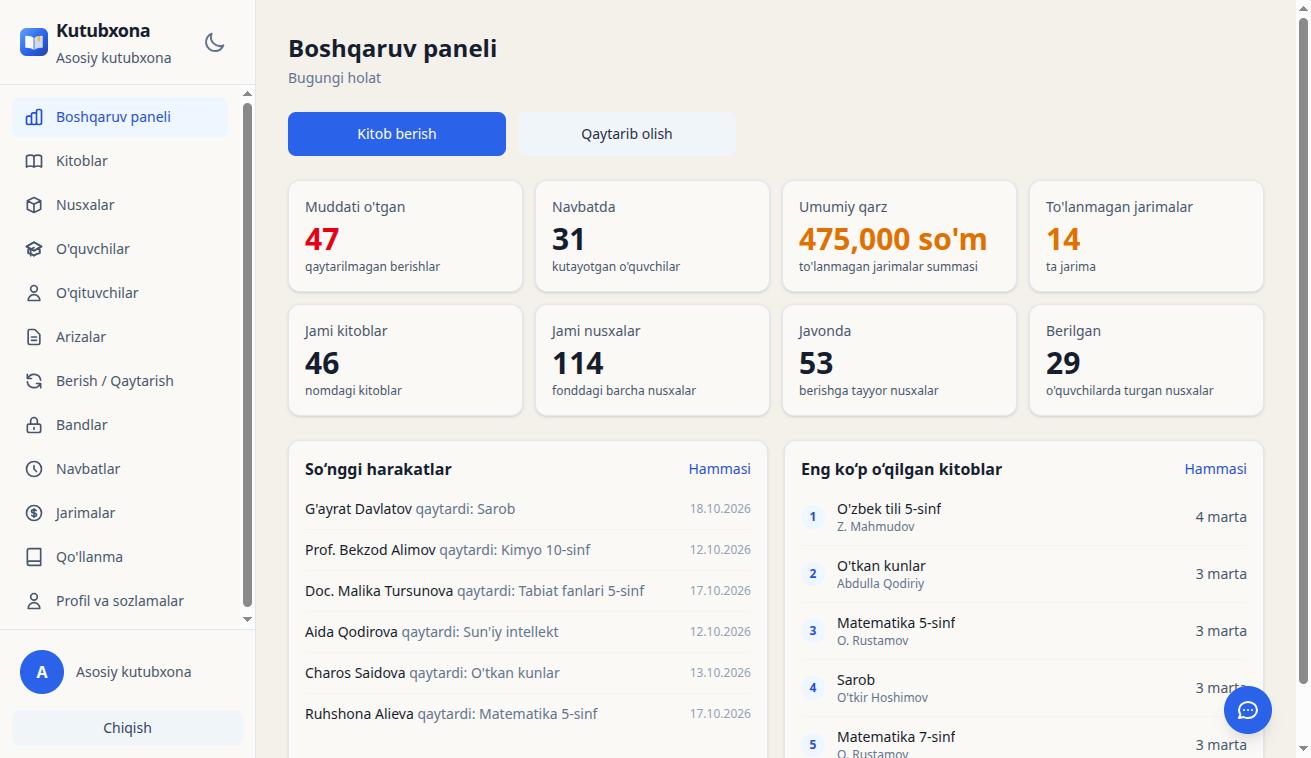 Kutubxona
Asosiy kutubxona
Boshqaruv paneli
Kitoblar
Nusxalar
O'quvchilar
O'qituvchilar
Arizalar
Berish / Qaytarish
Bandlar
Navbatlar
Jarimalar
Qo'llanma
Profil va sozlamalar
A
Asosiy kutubxona
Chiqish
Boshqaruv paneli
Bugungi holat
Kitob berish
Qaytarib olish
Muddati o'tgan
47
qaytarilmagan berishlar
Navbatda
31
kutayotgan o'quvchilar
Umumiy qarz
475,000 so'm
to'lanmagan jarimalar summasi
To'lanmagan jarimalar
14
ta jarima
Jami kitoblar
46
nomdagi kitoblar
Jami nusxalar
114
fonddagi barcha nusxalar
Javonda
53
berishga tayyor nusxalar
Berilgan
29
o'quvchilarda turgan nusxalar
Soʻnggi harakatlar
Hammasi
G'ayrat Davlatov qaytardi: Sarob 18.10.2026
Prof. Bekzod Alimov qaytardi: Kimyo 10-sinf 12.10.2026
Doc. Malika Tursunova qaytardi: Tabiat fanlari 5-sinf 17.10.2026
Aida Qodirova qaytardi: Sun'iy intellekt 12.10.2026
Charos Saidova qaytardi: O'tkan kunlar 13.10.2026
Ruhshona Alieva qaytardi: Matematika 5-sinf 17.10.2026
Eng koʻp oʻqilgan kitoblar
Hammasi
1 O'zbek tili 5-sinf 4 marta
Z. Mahmudov
2 O'tkan kunlar 3 marta
Abdulla Qodiriy
3 Matematika 5-sinf 3 marta
O. Rustamov
4 Sarob 3 marta
O'tkir Hoshimov
5 Matematika 7-sinf 3 marta
O. Rustamov